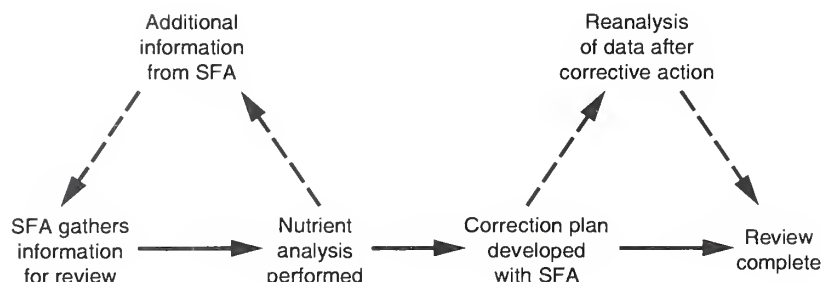 Additional
information
from SFA
Reanalysis
of data after
corrective action
SFA gathers
information
for review
Nutrient
analysis
performed
Correction plan
developed
with SFA
Review
complete